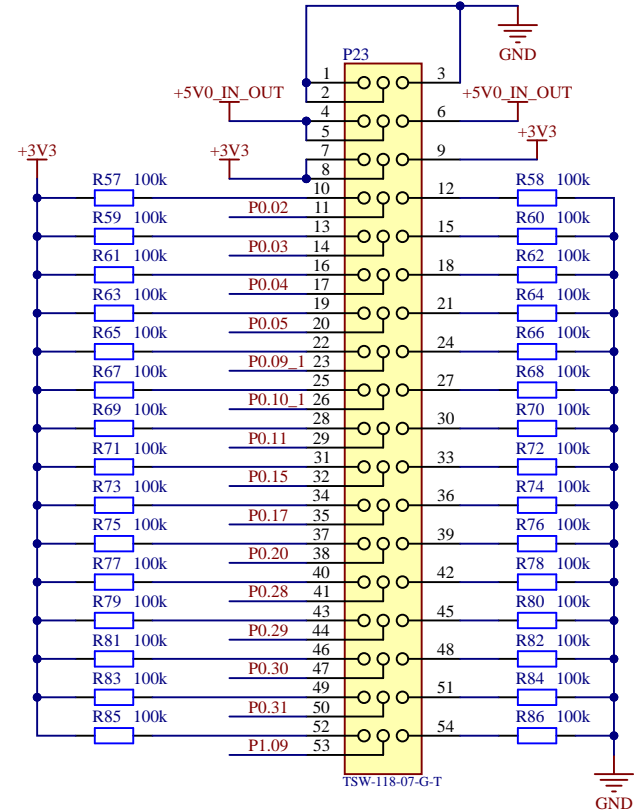 GND
P23
1 3
2
+5V0_IN_OUT 4 6 +5V0_IN_OUT
5
+3V3 +3V3 7 9 +3V3
8
R57 100k 10 12 R58 100k
P0.02 11
R59 100k 13 15 R60 100k
P0.03 14
R61 100k 16 18 R62 100k
P0.04 17
R63 100k 19 21 R64 100k
P0.05 20
R65 100k 22 24 R66 100k
P0.09_1 23
R67 100k 25 27 R68 100k
P0.10_1 26
R69 100k 28 30 R70 100k
P0.11 29
R71 100k 31 33 R72 100k
P0.15 32
R73 100k 34 36 R74 100k
P0.17 35
R75 100k 37 39 R76 100k
P0.20 38
R77 100k 40 42 R78 100k
P0.28 41
R79 100k 43 45 R80 100k
P0.29 44
R81 100k 46 48 R82 100k
P0.30 47
R83 100k 49 51 R84 100k
P0.31 50
R85 100k 52 54 R86 100k
P1.09 53
TSW-118-07-G-T
GND